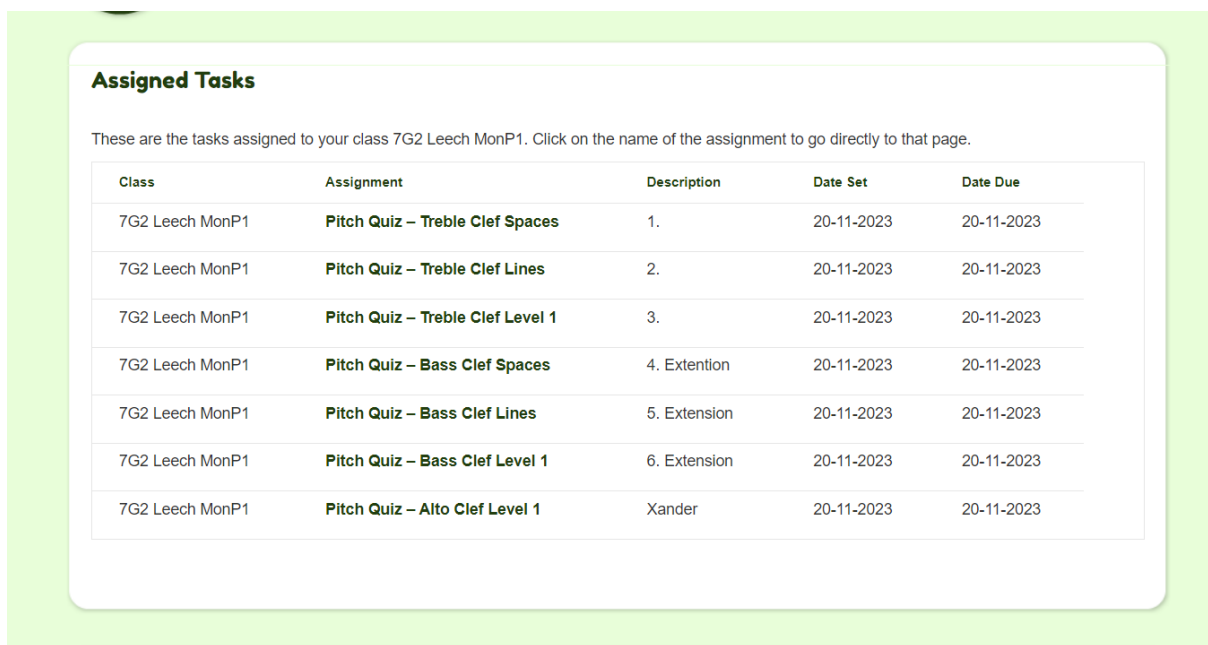 Assigned Tasks
These are the tasks assigned to your class 7G2 Leech MonP1. Click on the name of the assignment to go directly to that page.
Class Assignment Description Date Set Date Due
7G2 Leech MonP1 Pitch Quiz – Treble Clef Spaces 1. 20-11-2023 20-11-2023
7G2 Leech MonP1 Pitch Quiz – Treble Clef Lines 2. 20-11-2023 20-11-2023
7G2 Leech MonP1 Pitch Quiz – Treble Clef Level 1 3. 20-11-2023 20-11-2023
7G2 Leech MonP1 Pitch Quiz – Bass Clef Spaces 4. Extention 20-11-2023 20-11-2023
7G2 Leech MonP1 Pitch Quiz – Bass Clef Lines 5. Extension 20-11-2023 20-11-2023
7G2 Leech MonP1 Pitch Quiz – Bass Clef Level 1 6. Extension 20-11-2023 20-11-2023
7G2 Leech MonP1 Pitch Quiz – Alto Clef Level 1 Xander 20-11-2023 20-11-2023